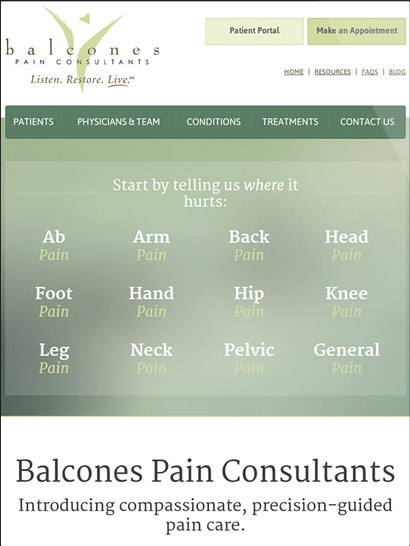 balcones
PAIN CONSULTANTS
Listen. Restore. Live.℠
Patient Portal
Make an Appointment
HOME | RESOURCES | FAQS | BLOG
PATIENTS PHYSICIANS & TEAM CONDITIONS TREATMENTS CONTACT US
Start by telling us where it
hurts:
Ab Arm Back Head
Pain Pain Pain Pain
Foot Hand Hip Knee
Pain Pain Pain Pain
Leg Neck Pelvic General
Pain Pain Pain Pain
Balcones Pain Consultants
Introducing compassionate, precision-guided
pain care.